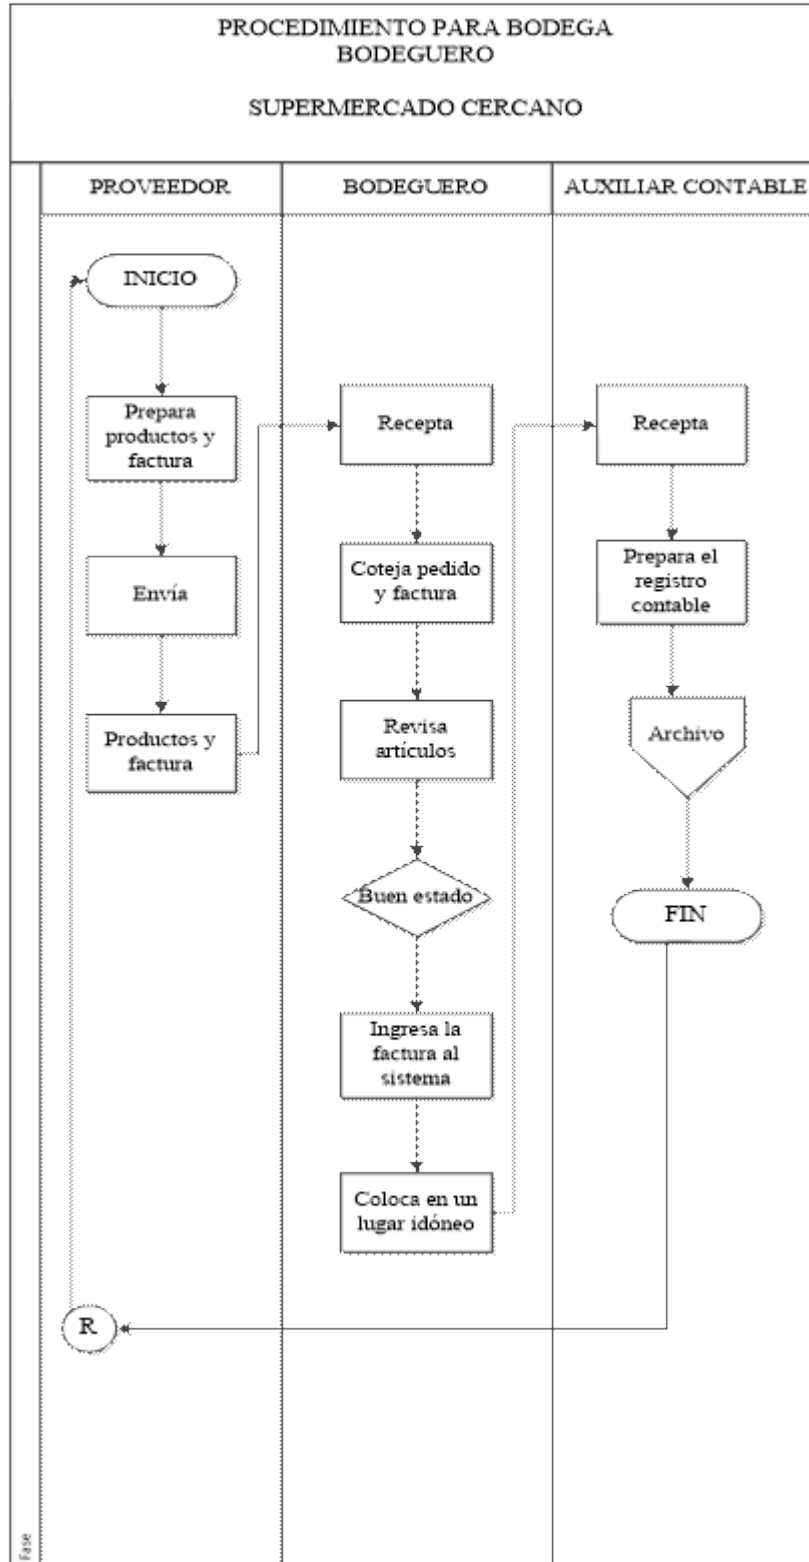 PROCEDIMIENTO PARA BODEGA
BODEGUERO
SUPERMERCADO CERCANO
PROVEEDOR
BODEGUERO
AUXILIAR CONTABLE
INICIO
Prepara
productos y
factura
Envía
Productos y
factura
Recepta
Coteja pedido
y factura
Revisa
artículos
Buen estado
Ingresa la
factura al
sistema
Coloca en un
lugar idóneo
Recepta
Prepara el
registro
contable
Archivo
FIN
R
Fase